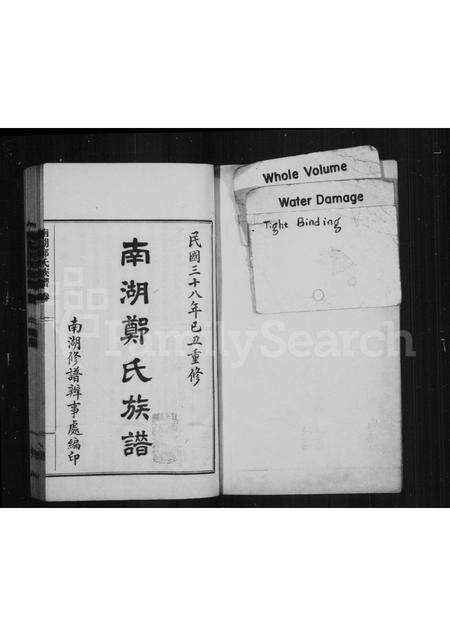 民國三十八年己丑重修
南湖鄭氏族譜
南湖修譜辦事處編印
Whole Volume
Water Damage
Tight Binding
FamilySearch